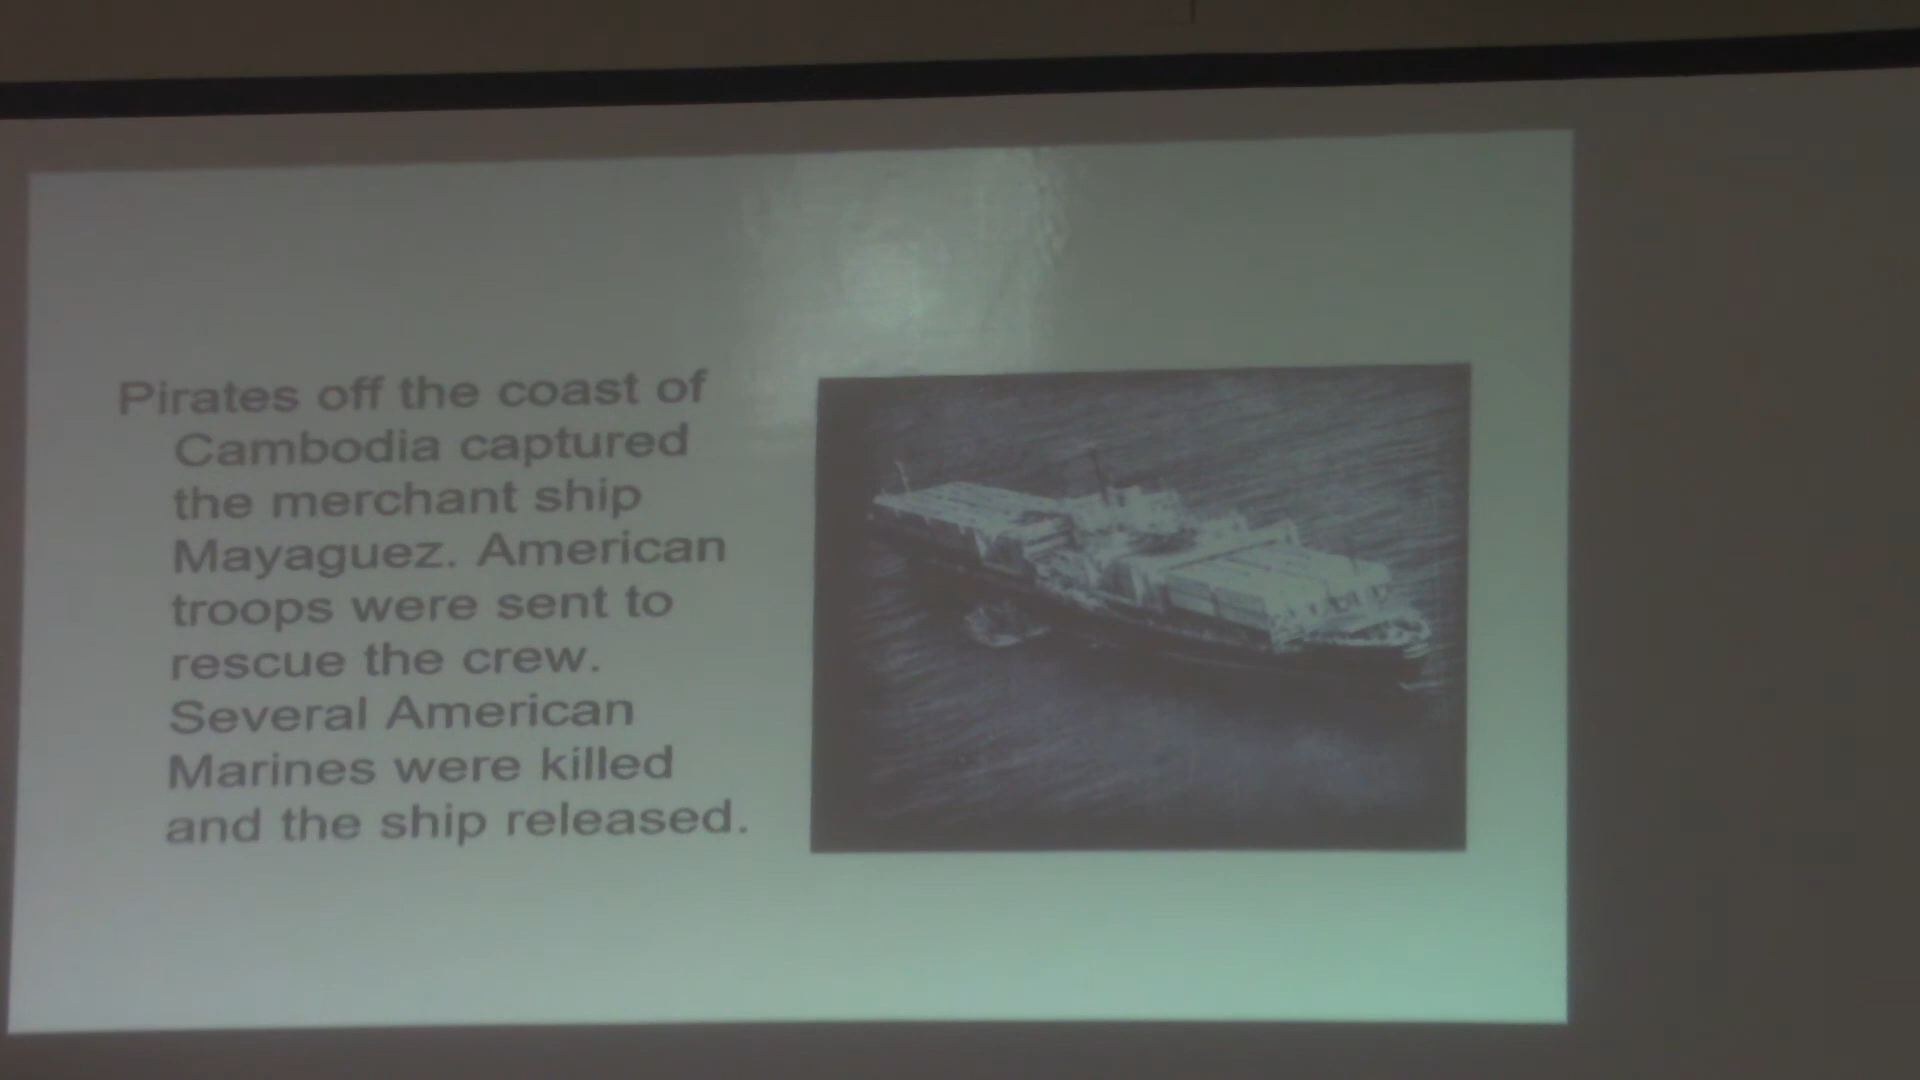 Pirates off the coast of
Cambodia captured
the merchant ship
Mayaguez. American
troops were sent to
rescue the crew.
Several American
Marines were killed
and the ship released.